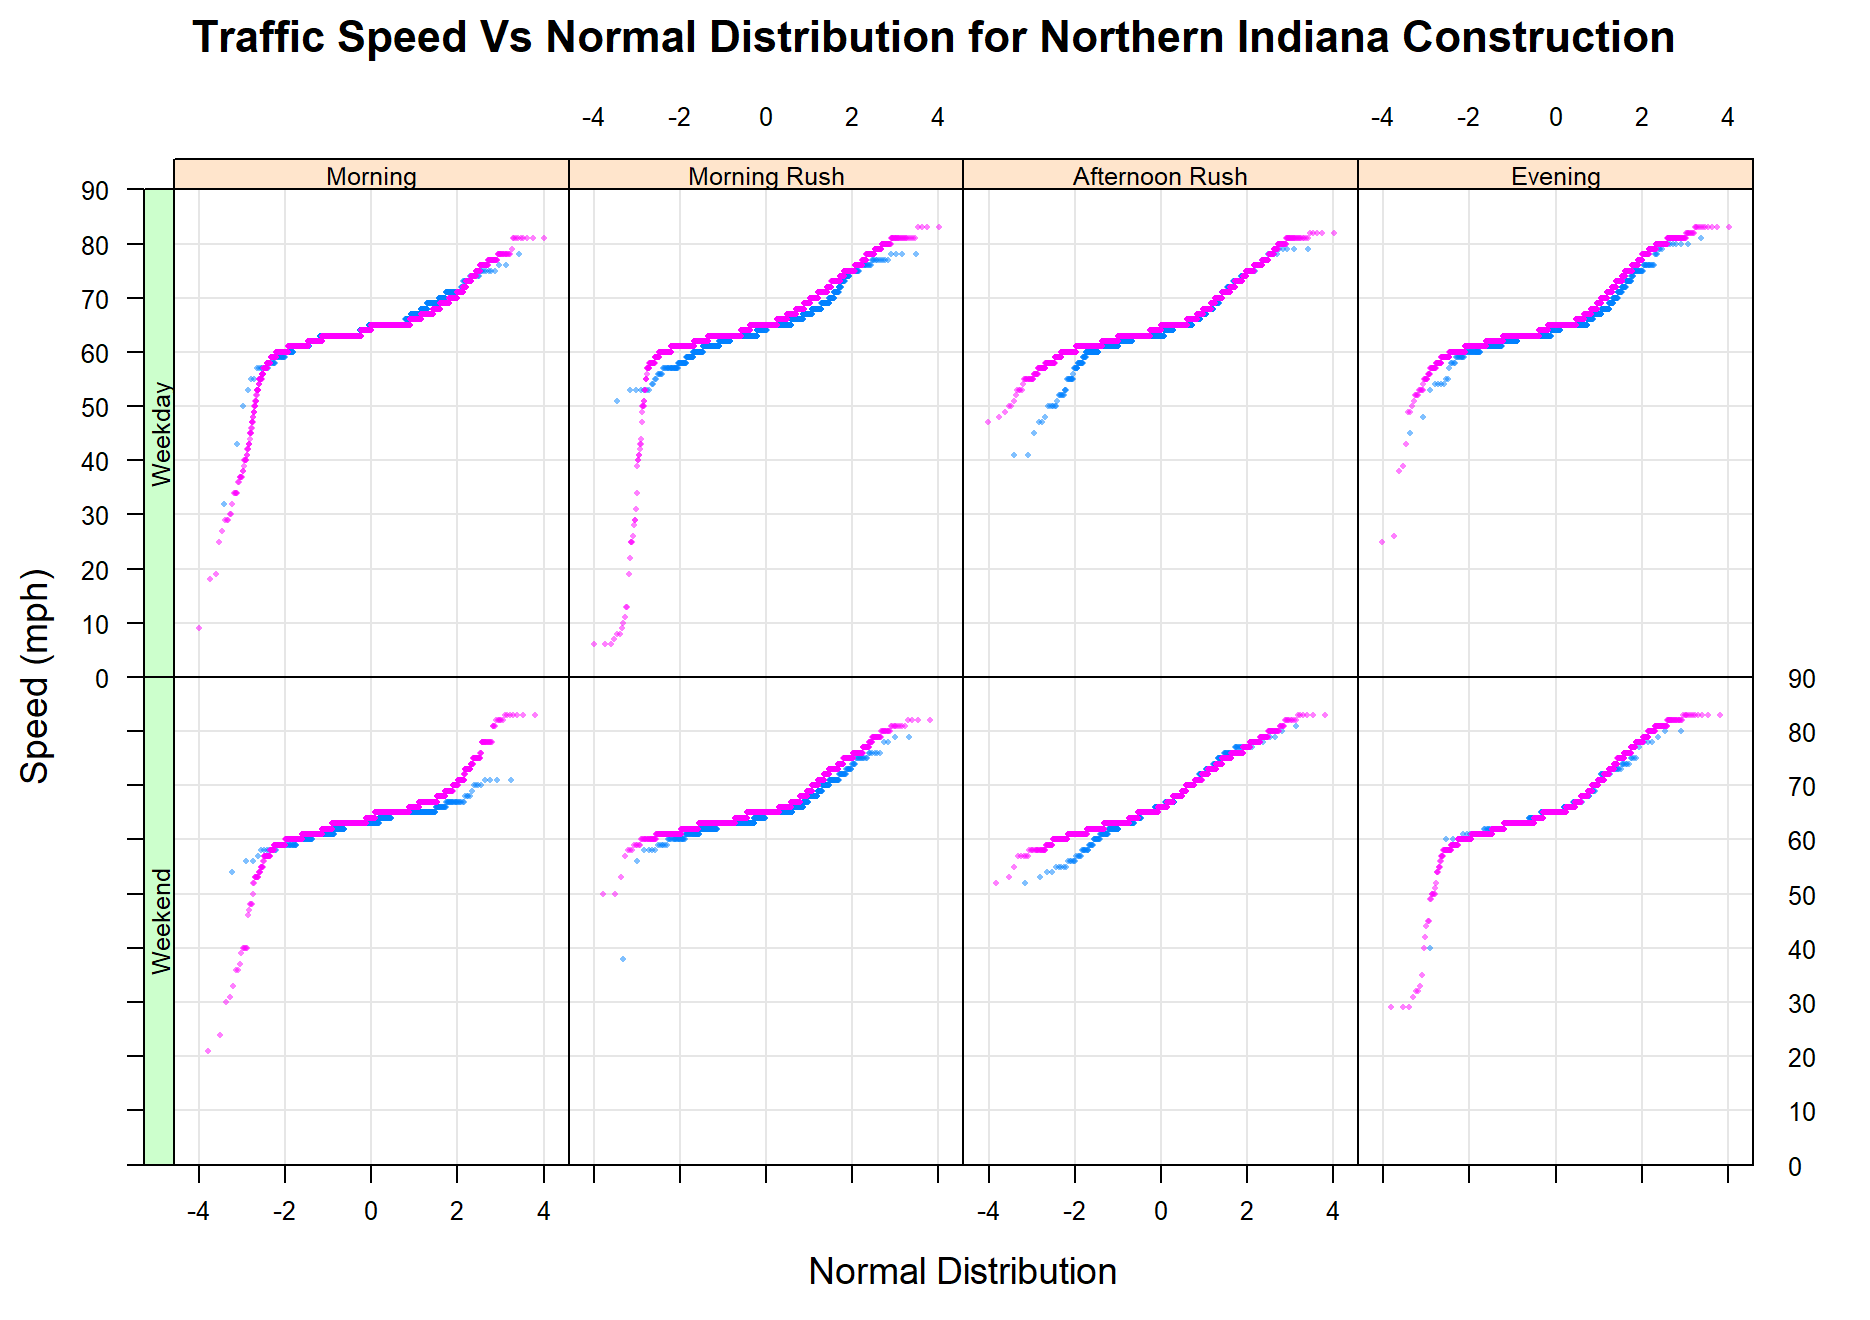 Traffic Speed Vs Normal Distribution for Northern Indiana Construction
-4 -2 0 2 4 -4 -2 0 2 4
Morning Morning Rush Afternoon Rush Evening
90
80
70
60
50
40
30
20
10
0
Weekday
Speed (mph)
Weekend
90
80
70
60
50
40
30
20
10
0
-4 -2 0 2 4 -4 -2 0 2 4
Normal Distribution